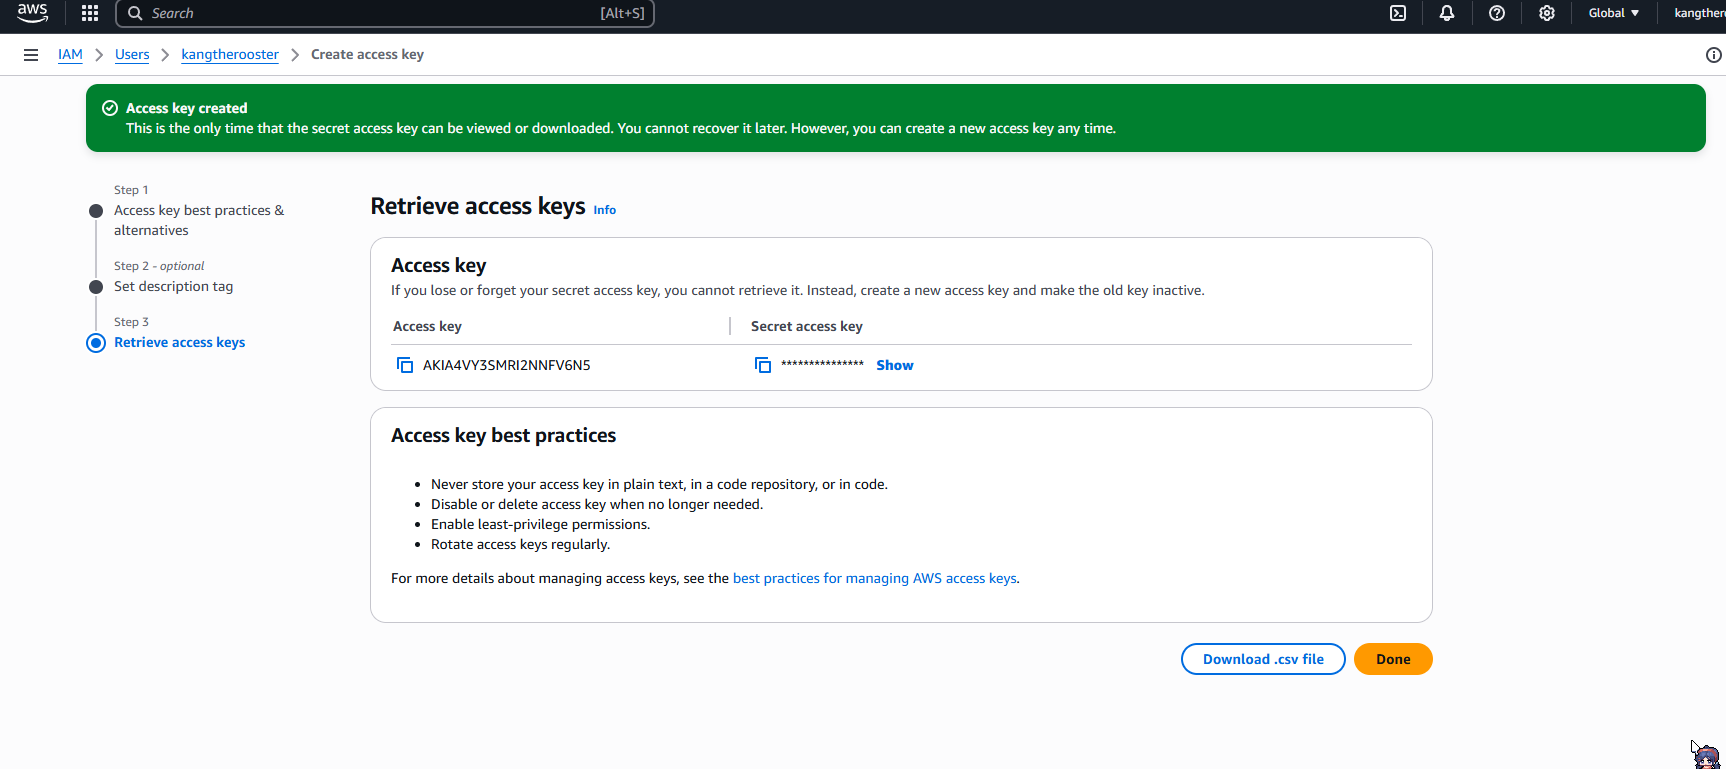 aws
Search
[Alt+S]
Global
kangther
IAM
Users
kangtherooster
Create access key
Access key created
This is the only time that the secret access key can be viewed or downloaded. You cannot recover it later. However, you can create a new access key any time.
Step 1
Access key best practices &
alternatives
Step 2 - optional
Set description tag
Step 3
Retrieve access keys
Retrieve access keys Info
Access key
If you lose or forget your secret access key, you cannot retrieve it. Instead, create a new access key and make the old key inactive.
Access key
Secret access key
AKIA4VY3SMRI2NNFV6N5
*************** Show
Access key best practices
• Never store your access key in plain text, in a code repository, or in code.
• Disable or delete access key when no longer needed.
• Enable least-privilege permissions.
• Rotate access keys regularly.
For more details about managing access keys, see the best practices for managing AWS access keys.
Download .csv file
Done